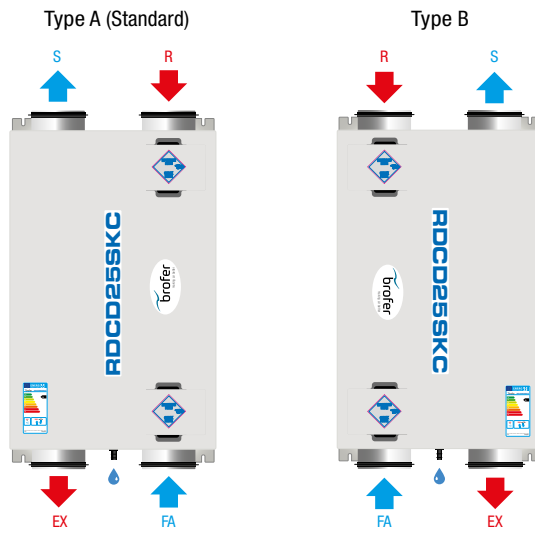 Type A (Standard)
Type B
S
R
R
S
RDCD25SKC
brofer
RDCD25SKC
brofer
EX
FA
FA
EX